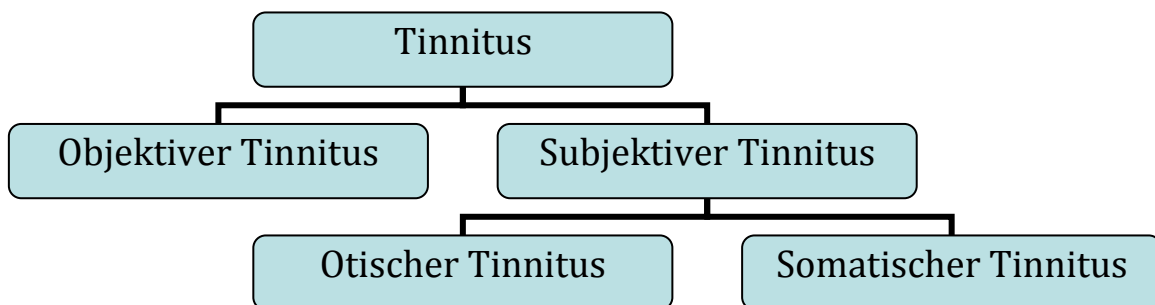 Tinnitus
Objektiver Tinnitus
Subjektiver Tinnitus
Otischer Tinnitus
Somatischer Tinnitus